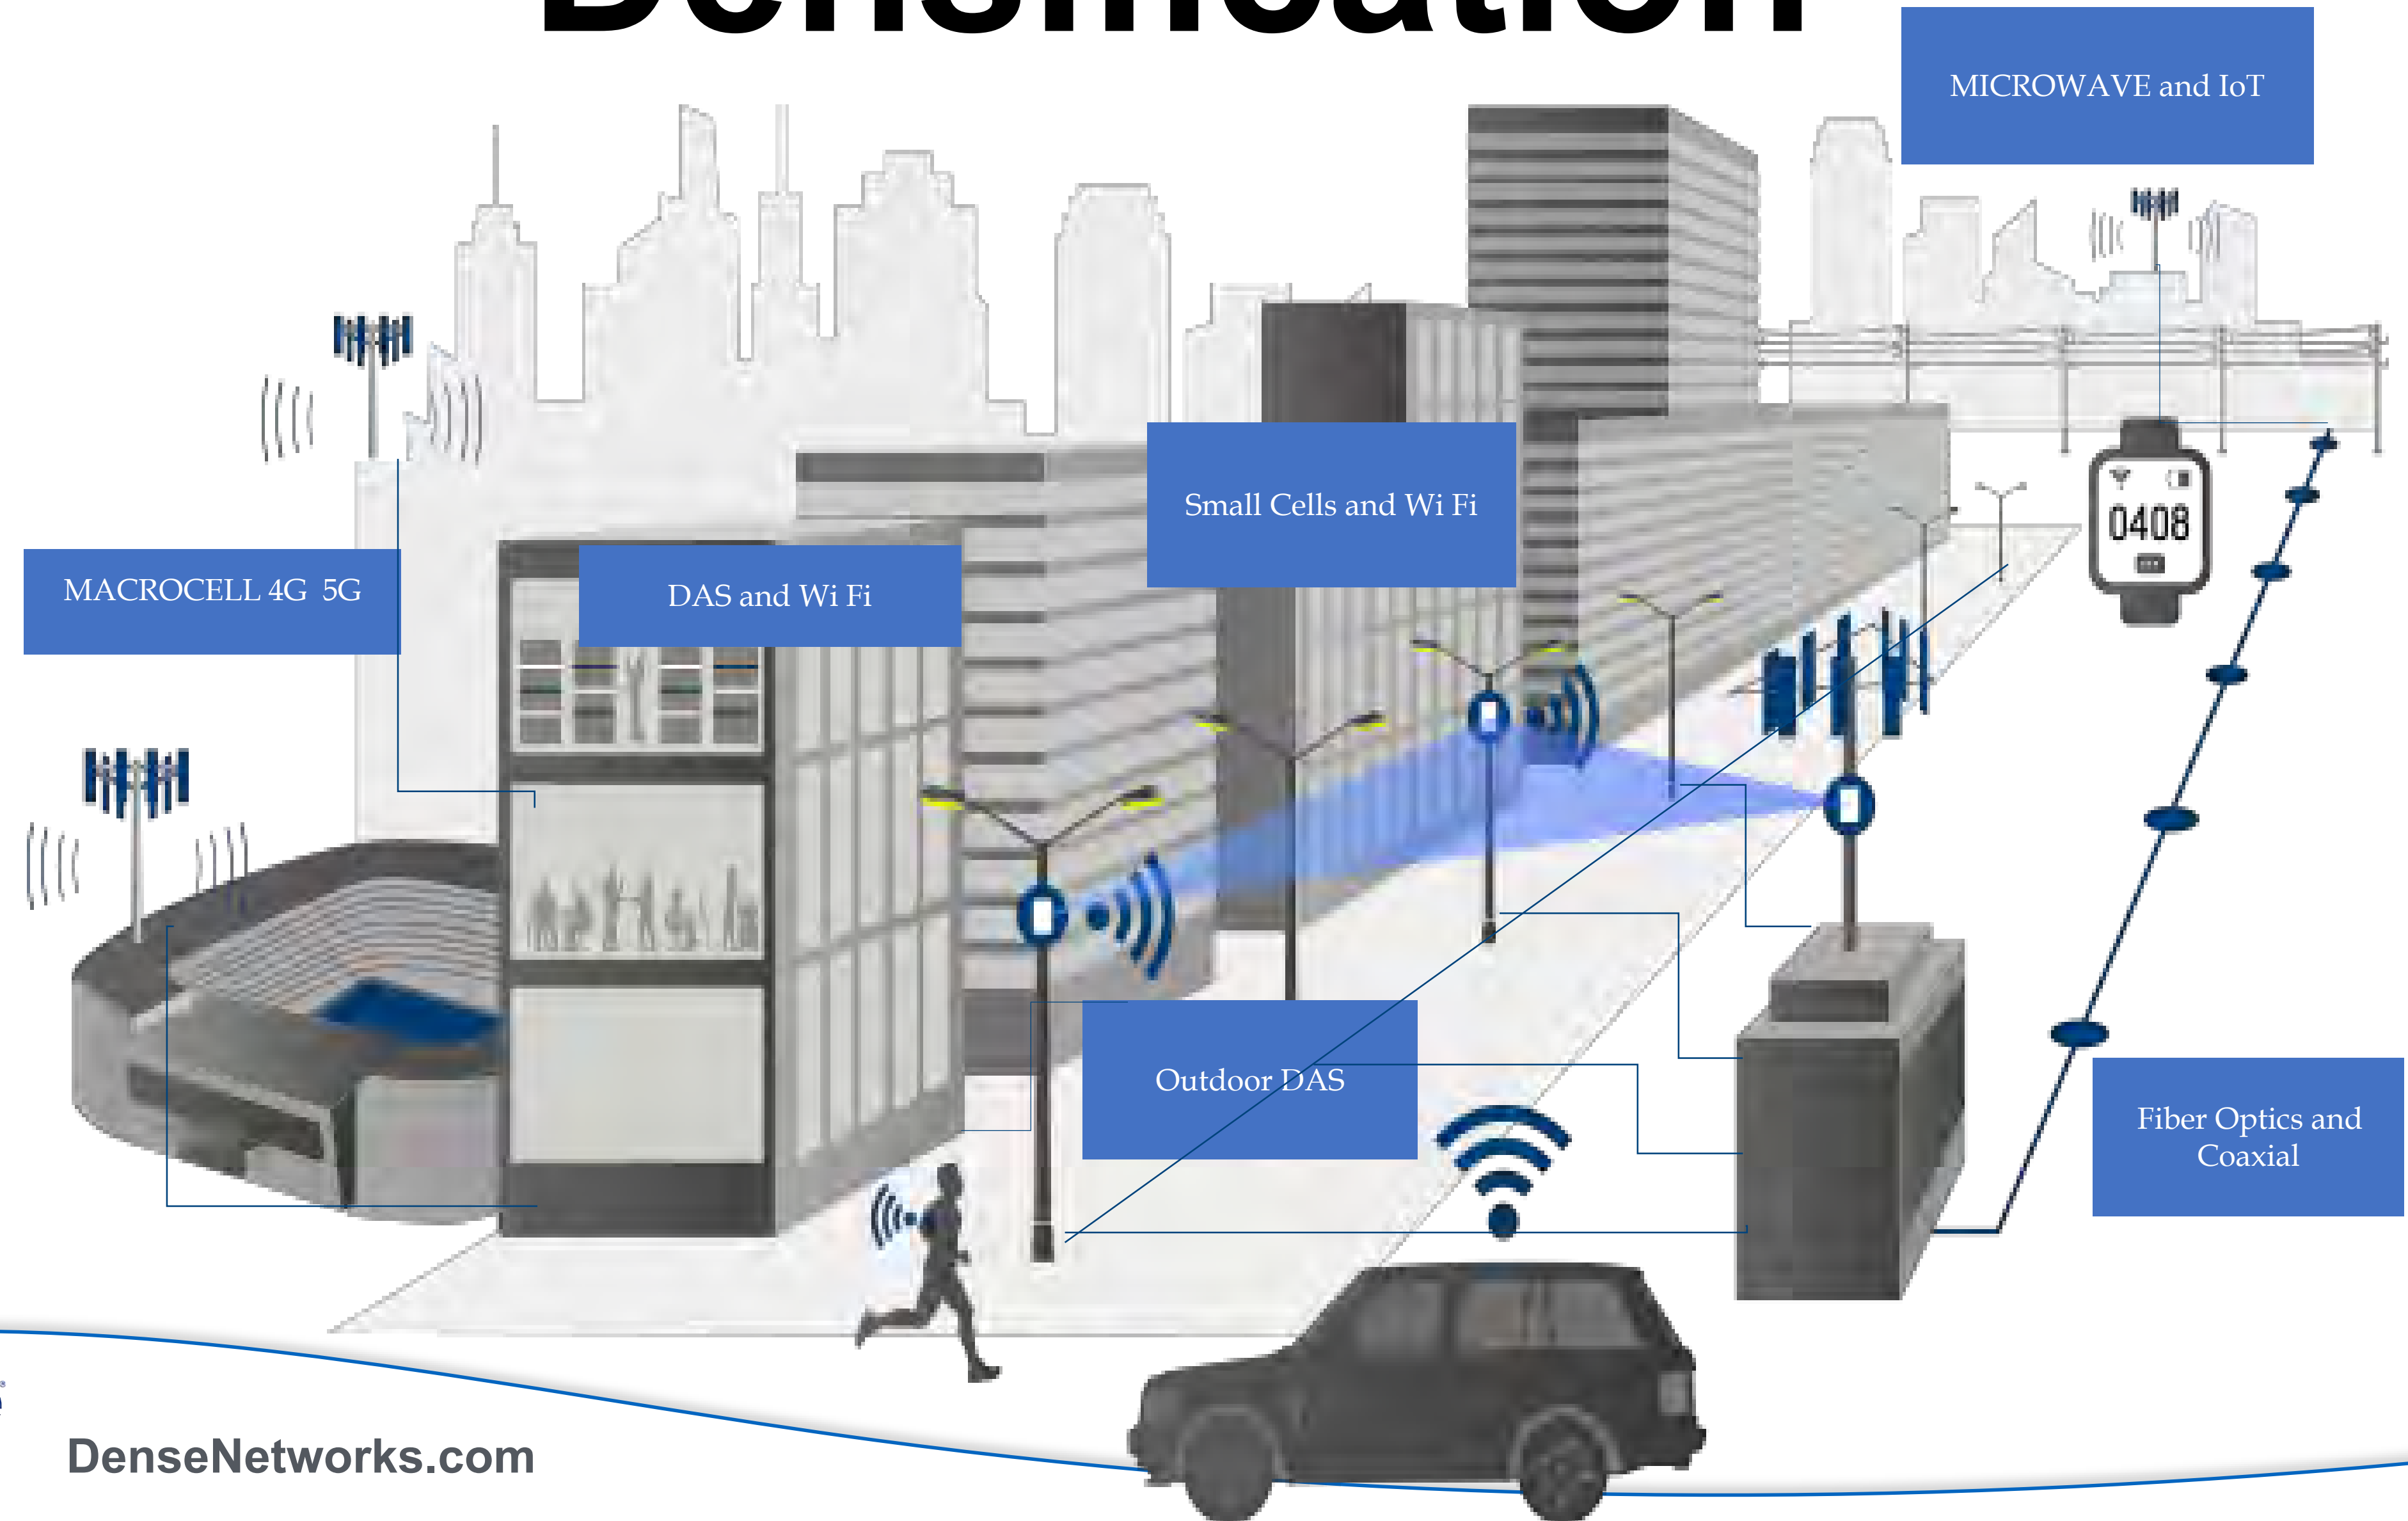 Densification
MICROWAVE and IoT
Small Cells and Wi Fi
MACROCELL 4G 5G
DAS and Wi Fi
0408
Outdoor DAS
Fiber Optics and
Coaxial
DenseNetworks.com